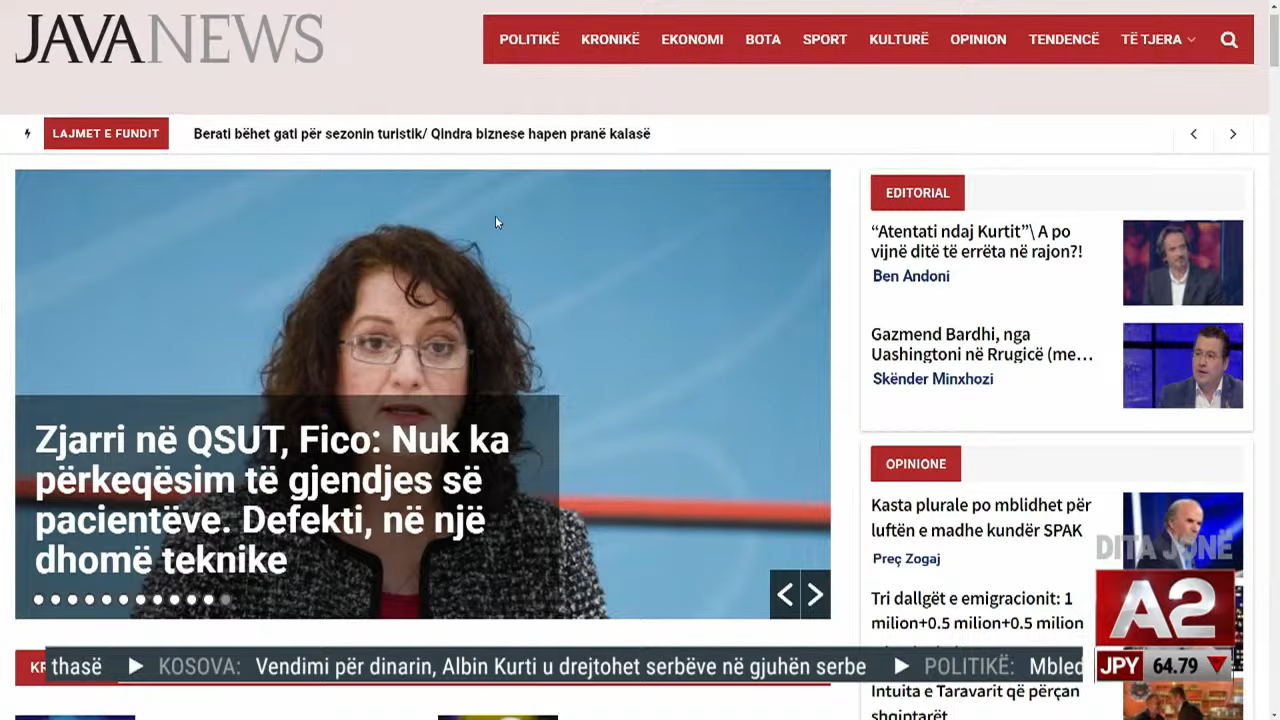 JAVANEWS
POLITIKË KRONIKË EKONOMI BOTA SPORT KULTURË OPINION TENDENCË TË TJERA
LAJMET E FUNDIT
Berati bëhet gati për sezonin turistik/ Qindra biznese hapen pranë kalasë
Zjarri në QSUT, Fico: Nuk ka
përkeqësim të gjendjes së
pacientëve. Defekti, në një
dhomë teknike
EDITORIAL
“Atentati ndaj Kurtit”\ A po
vijnë ditë të errëta në rajon?!
Ben Andoni
Gazmend Bardhi, nga
Uashingtoni në Rrugicë (me...
Skënder Minxhozi
OPINIONE
Kasta plurale po mblidhet për
luftën e madhe kundër SPAK
Preç Zogaj
Tri dallgët e emigracionit: 1
milion+0.5 milion+0.5 milion
Intuita e Taravarit që përçan
shqiptarët
DITA JONË
A2
JPY 64.79
KR
thasë ▶ KOSOVA: Vendimi për dinarin, Albin Kurti u drejtohet serbëve në gjuhën serbe ▶ POLITIKË: Mbled